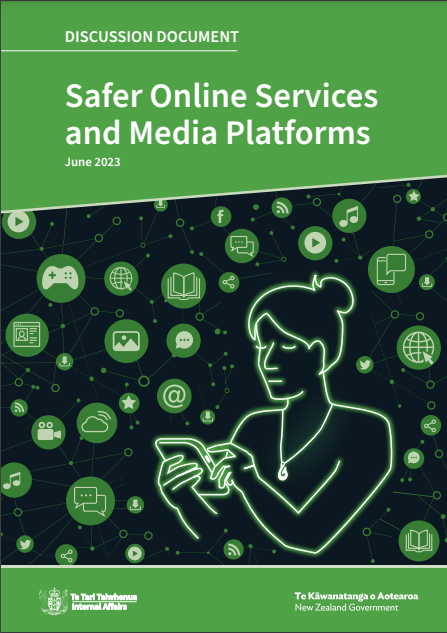 DISCUSSION DOCUMENT
Safer Online Services
and Media Platforms
June 2023
f
@
Te Tari Taiwhenua
Internal Affairs
Te Kāwanatanga o Aotearoa
New Zealand Government